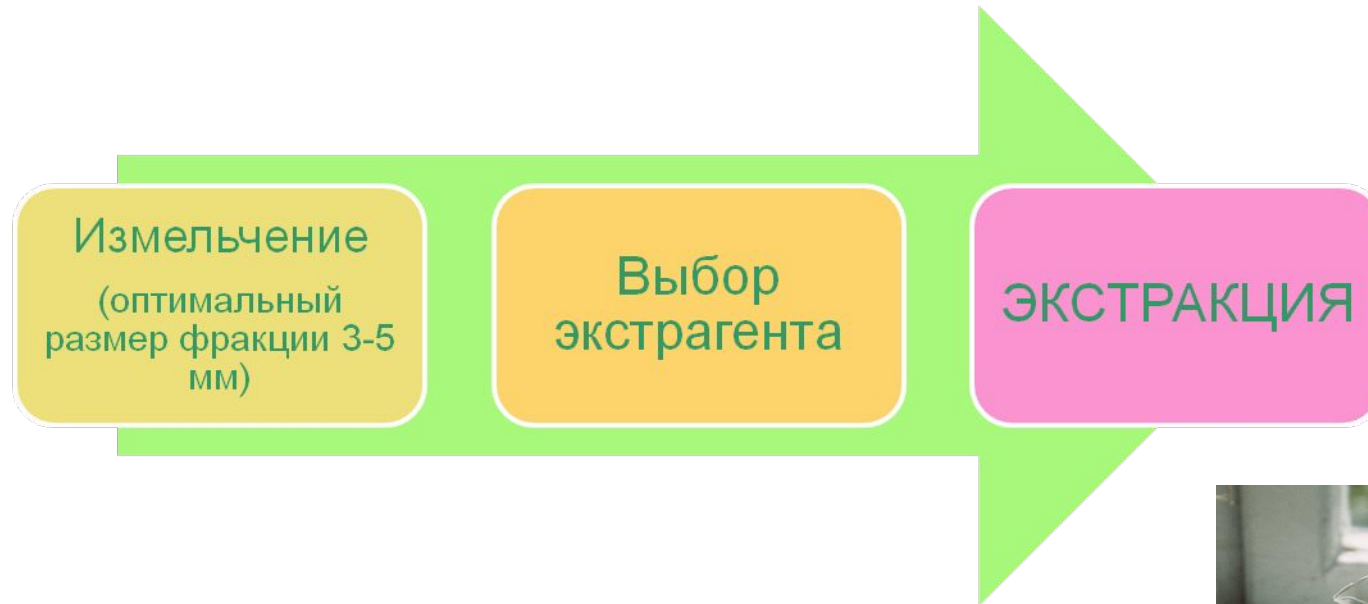 Измельчение
(оптимальный
размер фракции 3-5
мм)
Выбор
экстрагента
ЭКСТРАКЦИЯ